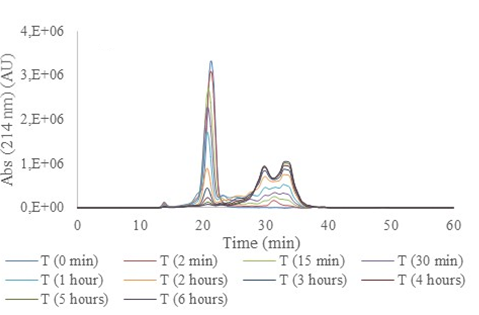 4,E+06
3,E+06
2,E+06
1,E+06
0,E+00
Abs (214 nm) (AU)
0 10 20 30 40 50 60
Time (min)
T (0 min) T (2 min) T (15 min) T (30 min)
T (1 hour) T (2 hours) T (3 hours) T (4 hours)
T (5 hours) T (6 hours)